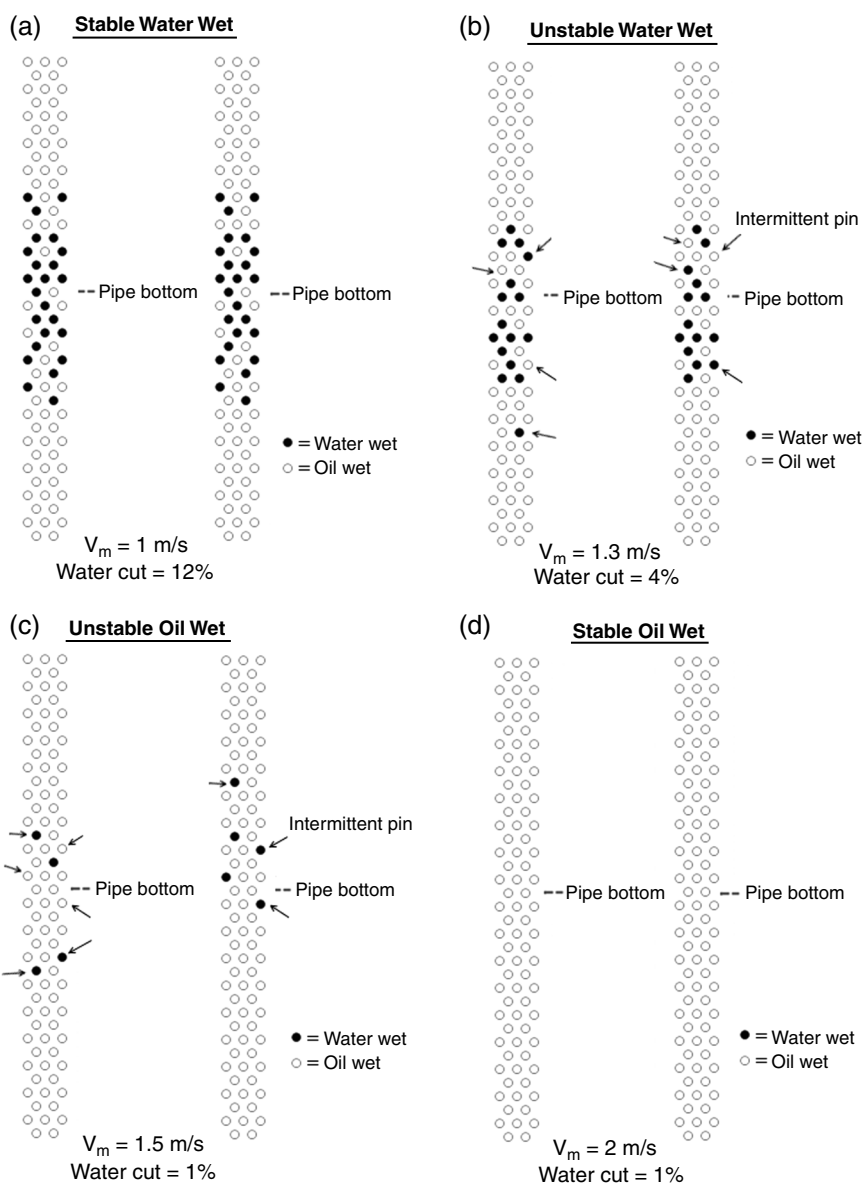 (a) Stable Water Wet
Pipe bottom
Pipe bottom
● = Water wet
○ = Oil wet
V_m = 1 m/s
Water cut = 12%
(b) Unstable Water Wet
Intermittent pin
Pipe bottom
Pipe bottom
● = Water wet
○ = Oil wet
V_m = 1.3 m/s
Water cut = 4%
(c) Unstable Oil Wet
Intermittent pin
Pipe bottom
Pipe bottom
● = Water wet
○ = Oil wet
V_m = 1.5 m/s
Water cut = 1%
(d) Stable Oil Wet
Pipe bottom
Pipe bottom
● = Water wet
○ = Oil wet
V_m = 2 m/s
Water cut = 1%